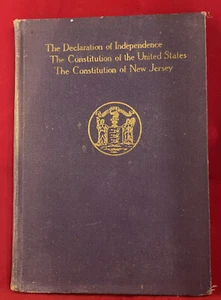 The Declaration of Independence
The Constitution of the United States
The Constitution of New Jersey